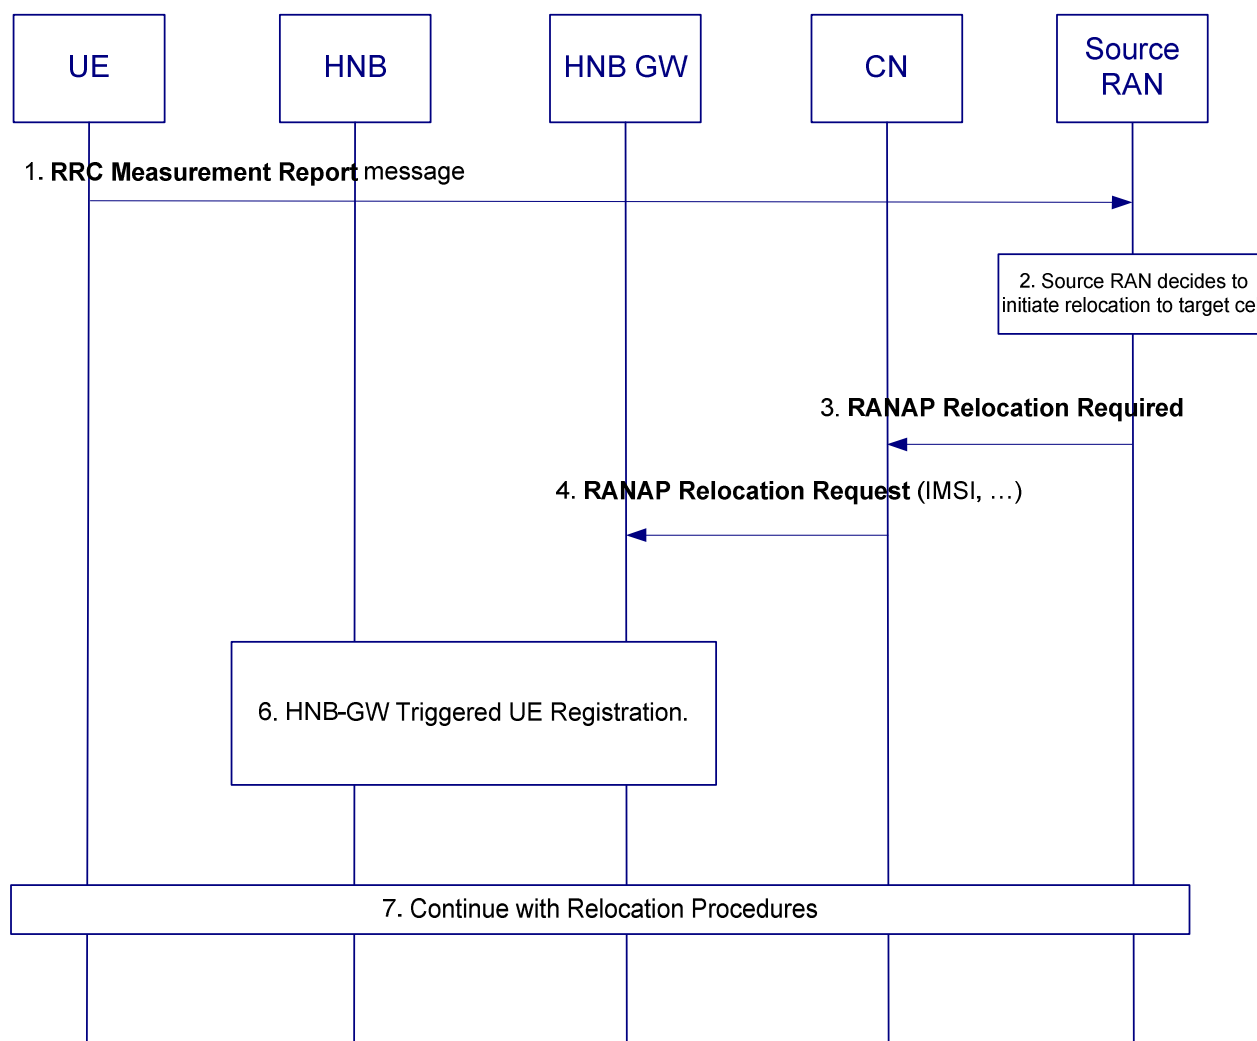 UE
HNB
HNB GW
CN
Source
RAN
1. RRC Measurement Report message
2. Source RAN decides to
initiate relocation to target ce
3. RANAP Relocation Required
4. RANAP Relocation Request (IMSI, …)
6. HNB-GW Triggered UE Registration.
7. Continue with Relocation Procedures